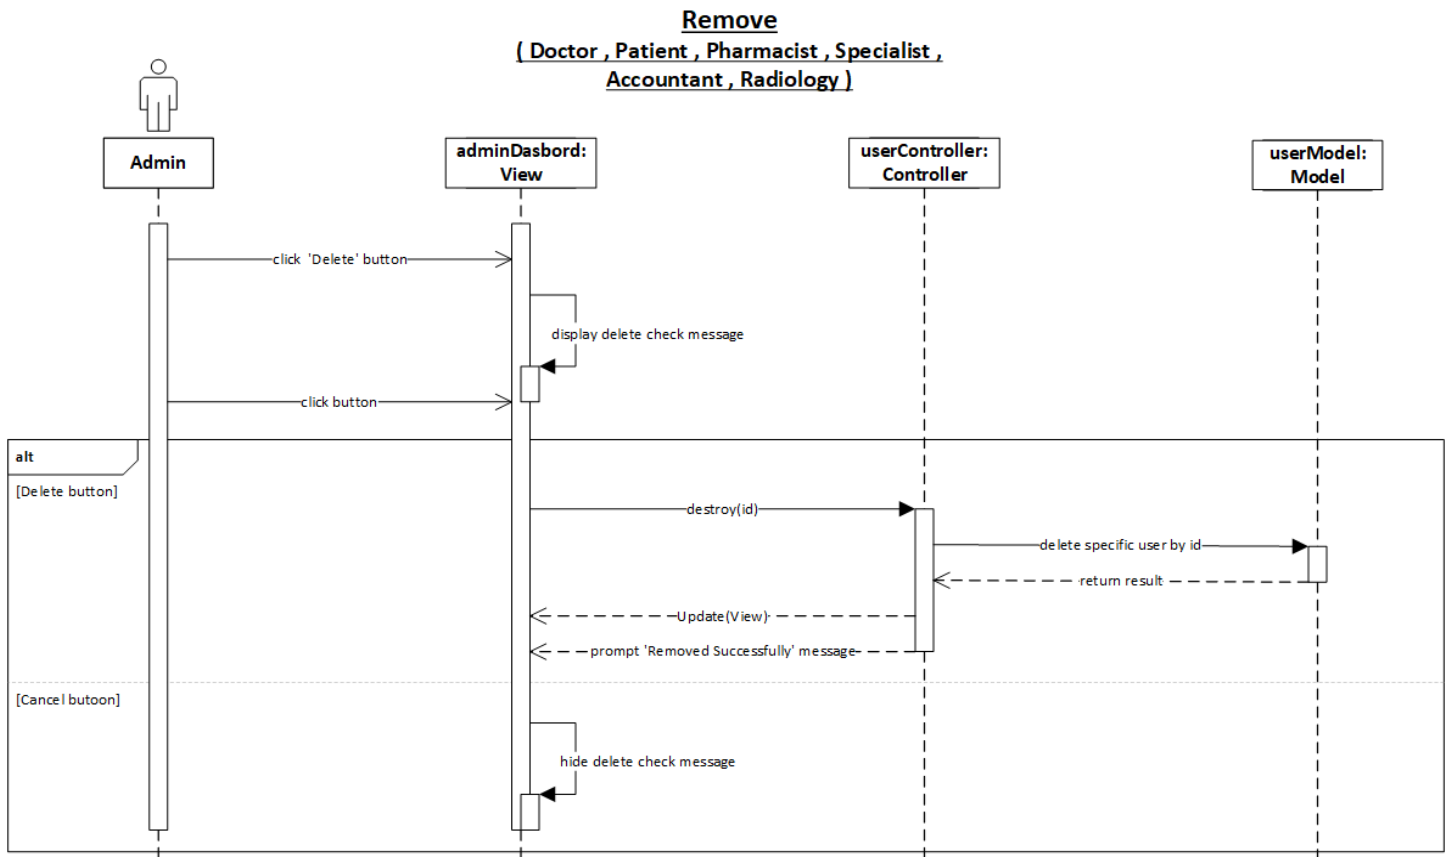 Remove
( Doctor , Patient , Pharmacist , Specialist ,
Accountant , Radiology )
Admin
adminDasbord:
View
userController:
Controller
userModel:
Model
click 'Delete' button
display delete check message
click button
alt
[Delete button]
destroy(id)
delete specific user by id
return result
Update(View)
prompt 'Removed Successfully' message
[Cancel butoon]
hide delete check message